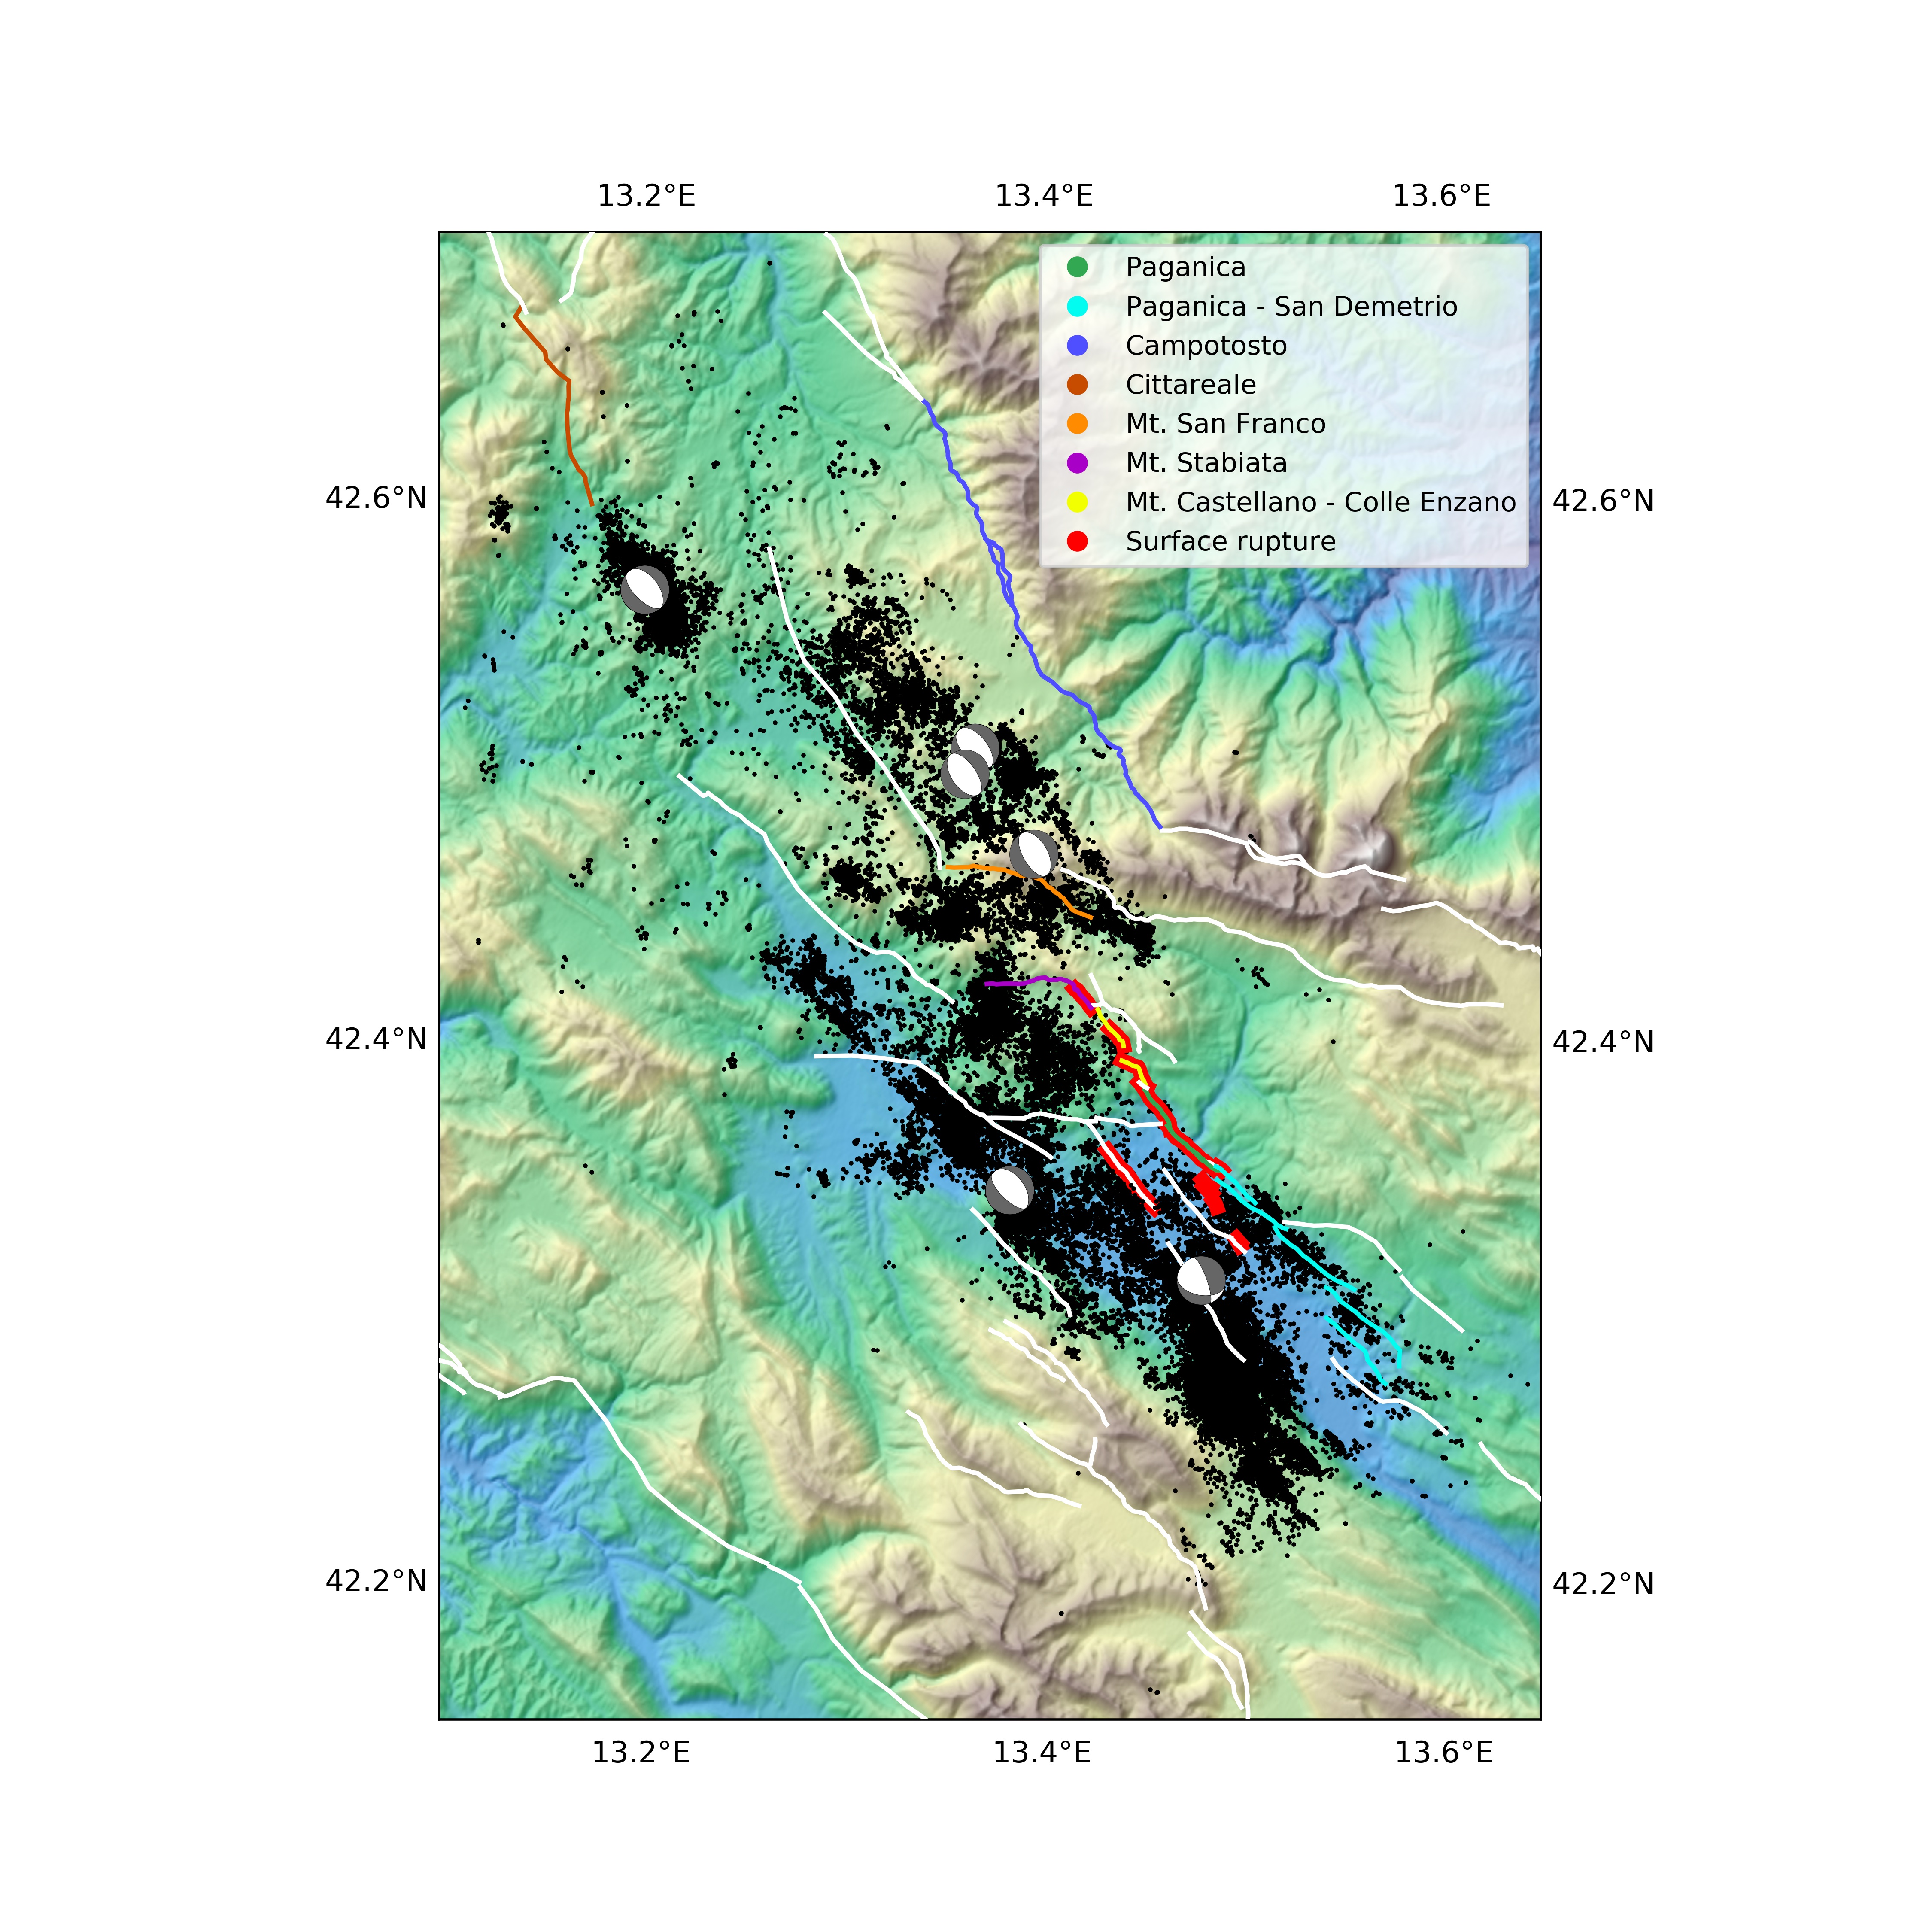 13.2°E 13.4°E 13.6°E
Paganica
Paganica - San Demetrio
Campotosto
Cittareale
Mt. San Franco
Mt. Stabiata
Mt. Castellano - Colle Enzano
Surface rupture
42.6°N 42.6°N
42.4°N 42.4°N
42.2°N 42.2°N
13.2°E 13.4°E 13.6°E